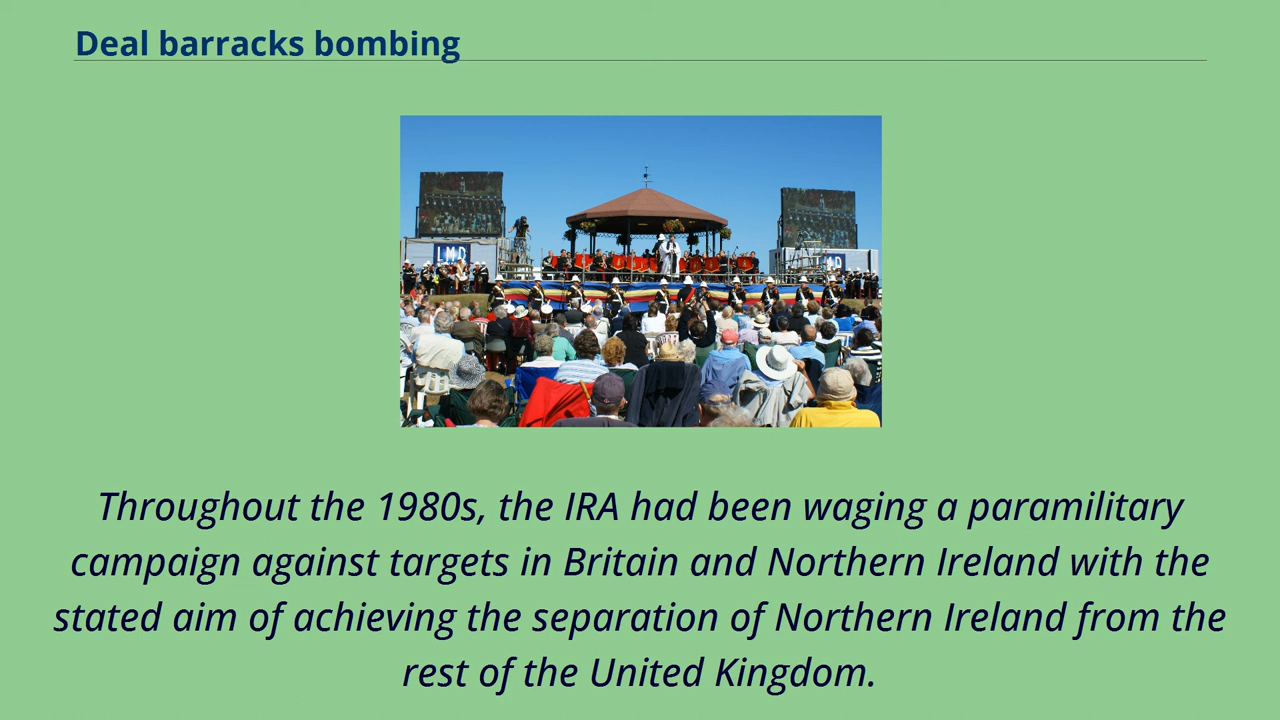 Deal barracks bombing
LMD
Throughout the 1980s, the IRA had been waging a paramilitary
campaign against targets in Britain and Northern Ireland with the
stated aim of achieving the separation of Northern Ireland from the
rest of the United Kingdom.